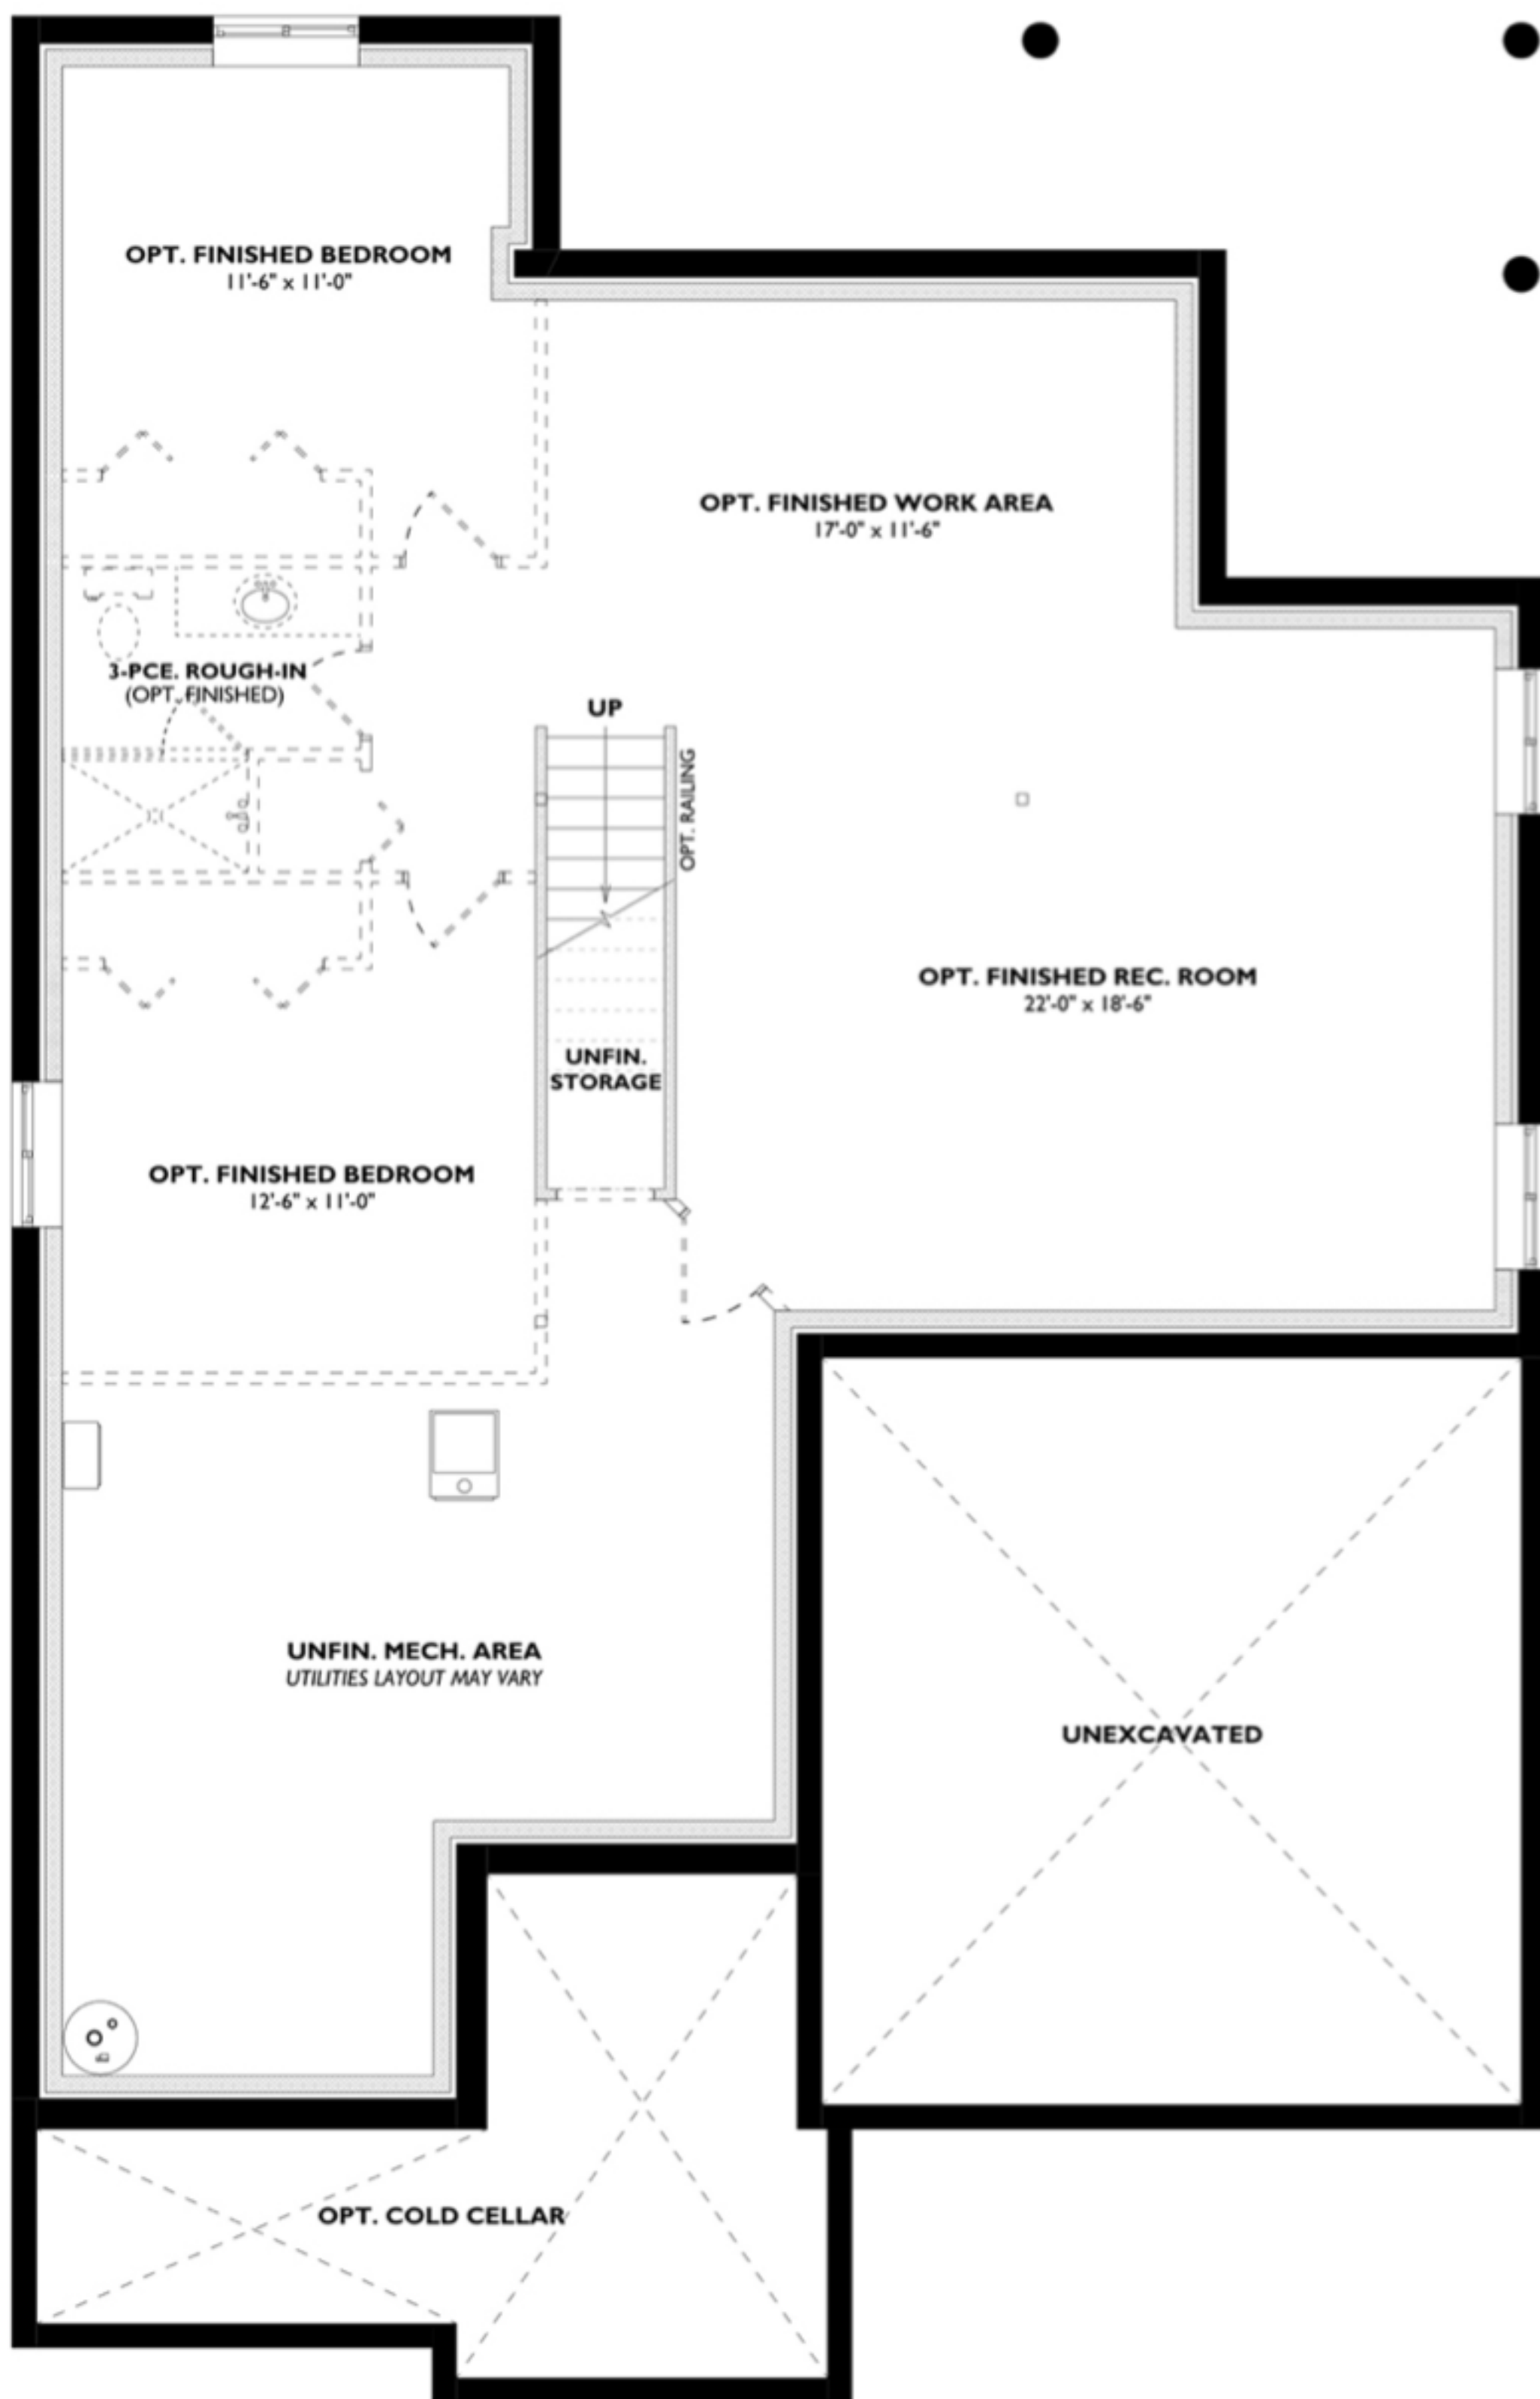 OPT. FINISHED BEDROOM
11'-6" x 11'-0"
OPT. FINISHED WORK AREA
17'-0" x 11'-6"
3-PCE. ROUGH-IN
(OPT. FINISHED)
UP
OPT. RAILING
OPT. FINISHED REC. ROOM
22'-0" x 18'-6"
UNFIN.
STORAGE
OPT. FINISHED BEDROOM
12'-6" x 11'-0"
UNFIN. MECH. AREA
UTILITIES LAYOUT MAY VARY
UNEXCAVATED
OPT. COLD CELLAR